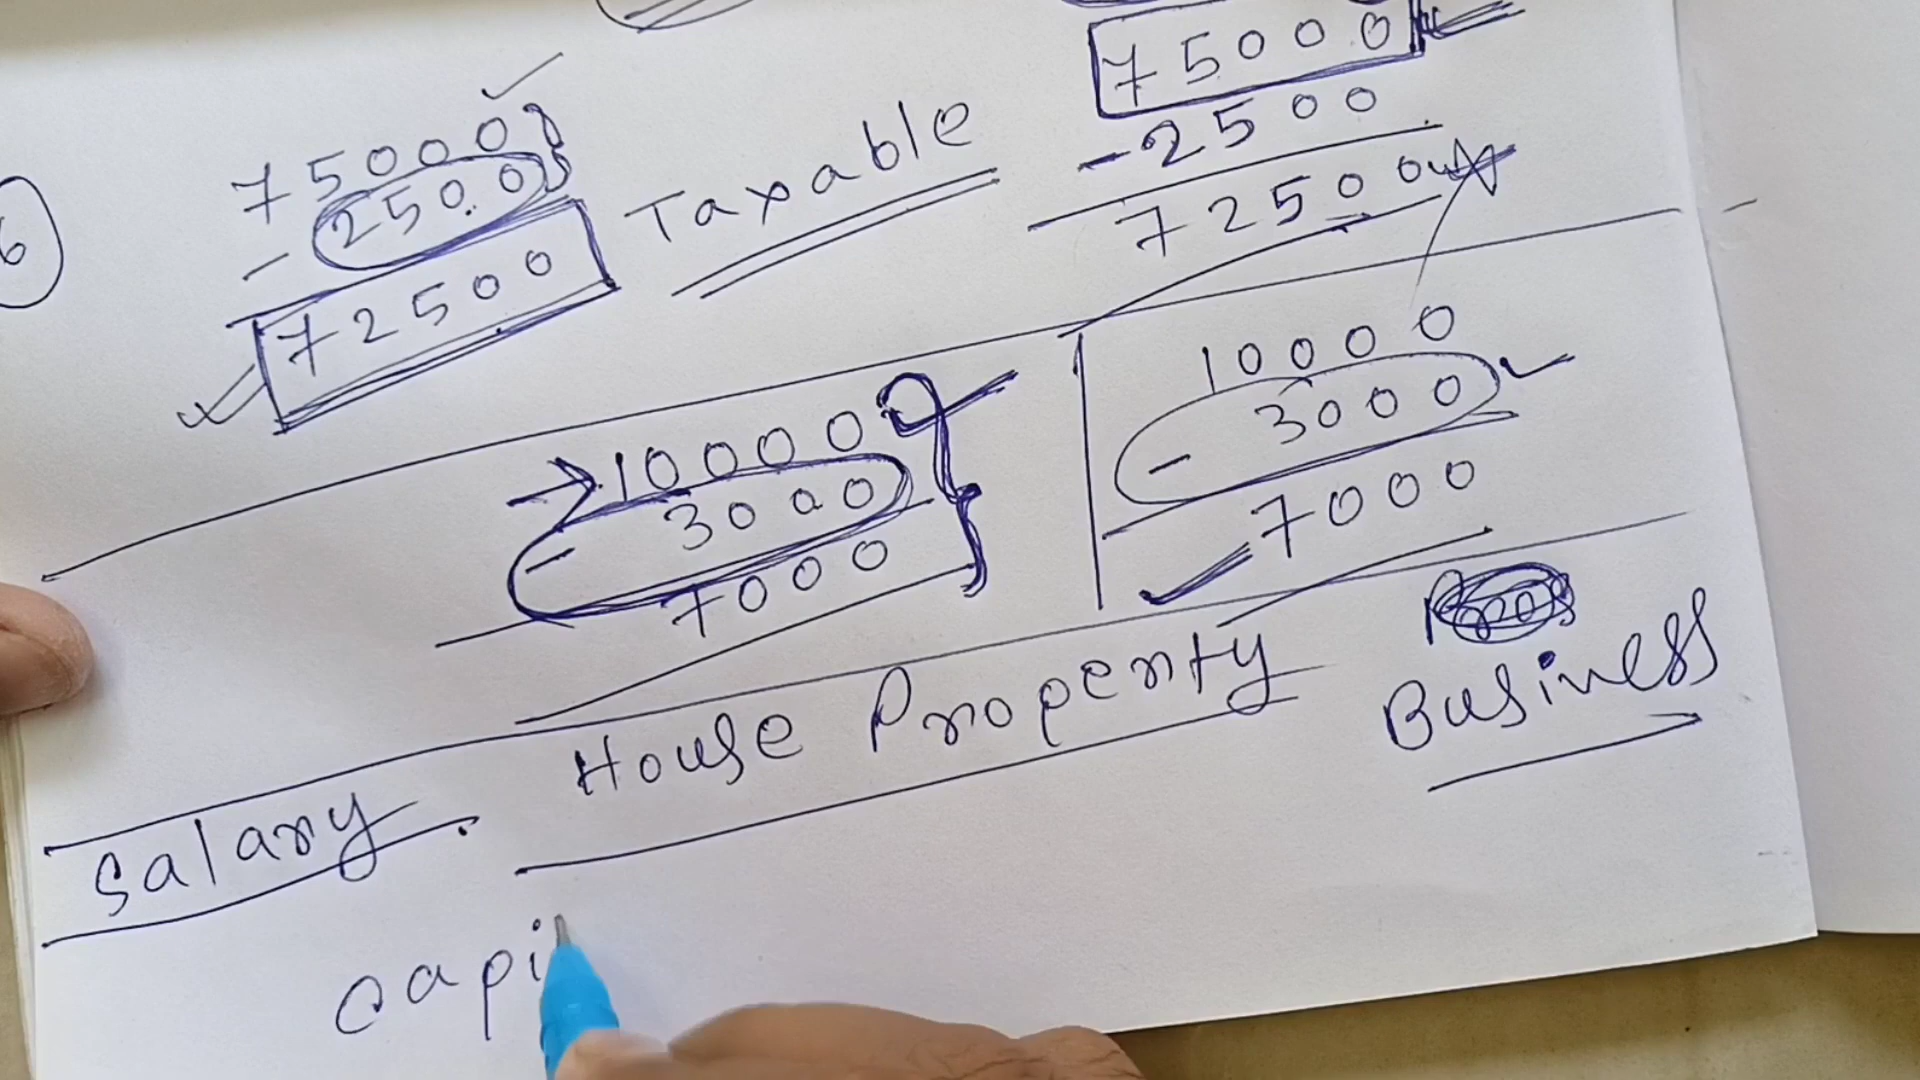 6
75000
2500
- 
72500
Taxable
75000
-2500
72500
10000
- 3000
7000
10000
- 3000
7000
Salary
House Property
Business
capi